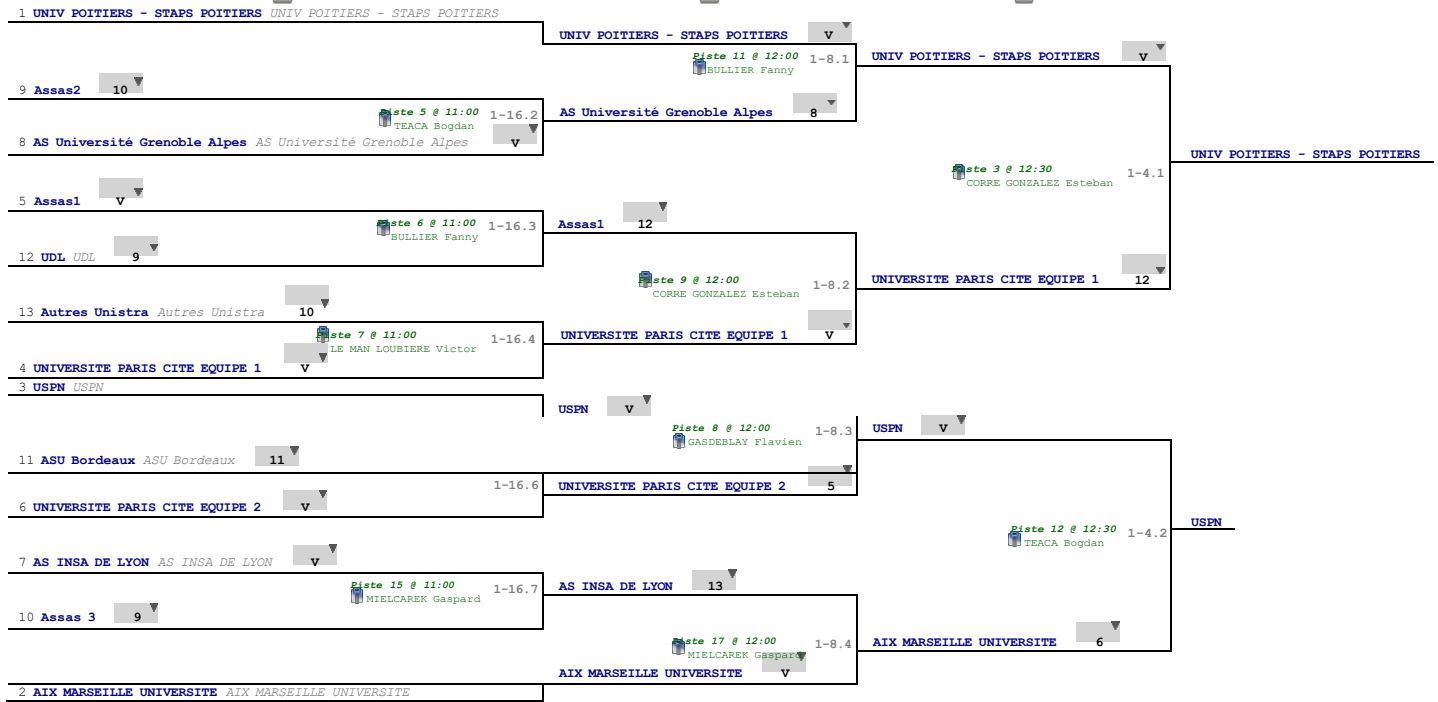 1 UNIV POITIERS - STAPS POITIERS UNIV POITIERS - STAPS POITIERS
UNIV POITIERS - STAPS POITIERS V
Piste 11 @ 12:00 1-8.1
BULLIER Fanny
UNIV POITIERS - STAPS POITIERS V
9 Assas2 10
Piste 5 @ 11:00 1-16.2
TEACA Bogdan
AS Université Grenoble Alpes 8
8 AS Université Grenoble Alpes AS Université Grenoble Alpes V
UNIV POITIERS - STAPS POITIERS
Piste 3 @ 12:30 1-4.1
CORRE GONZALEZ Esteban
5 Assas1 V
Piste 6 @ 11:00 1-16.3
BULLIER Fanny
Assas1 12
12 UDL UDL 9
Piste 9 @ 12:00 1-8.2
CORRE GONZALEZ Esteban
UNIVERSITE PARIS CITE EQUIPE 1 12
13 Autres Unistra Autres Unistra 10
Piste 7 @ 11:00 1-16.4
LE MAN LOUBIERE Victor
UNIVERSITE PARIS CITE EQUIPE 1 V
4 UNIVERSITE PARIS CITE EQUIPE 1 V
3 USPN USPN
USPN V
Piste 8 @ 12:00 1-8.3
GASDEBLAY Flavien
USPN V
11 ASU Bordeaux ASU Bordeaux 11
1-16.6
UNIVERSITE PARIS CITE EQUIPE 2 5
6 UNIVERSITE PARIS CITE EQUIPE 2 V
USPN
Piste 12 @ 12:30 1-4.2
TEACA Bogdan
7 AS INSA DE LYON AS INSA DE LYON V
Piste 15 @ 11:00 1-16.7
MIELCAREK Gaspard
AS INSA DE LYON 13
10 Assas 3 9
Piste 17 @ 12:00 1-8.4
MIELCAREK Gaspard
AIX MARSEILLE UNIVERSITE 6
AIX MARSEILLE UNIVERSITE V
2 AIX MARSEILLE UNIVERSITE AIX MARSEILLE UNIVERSITE